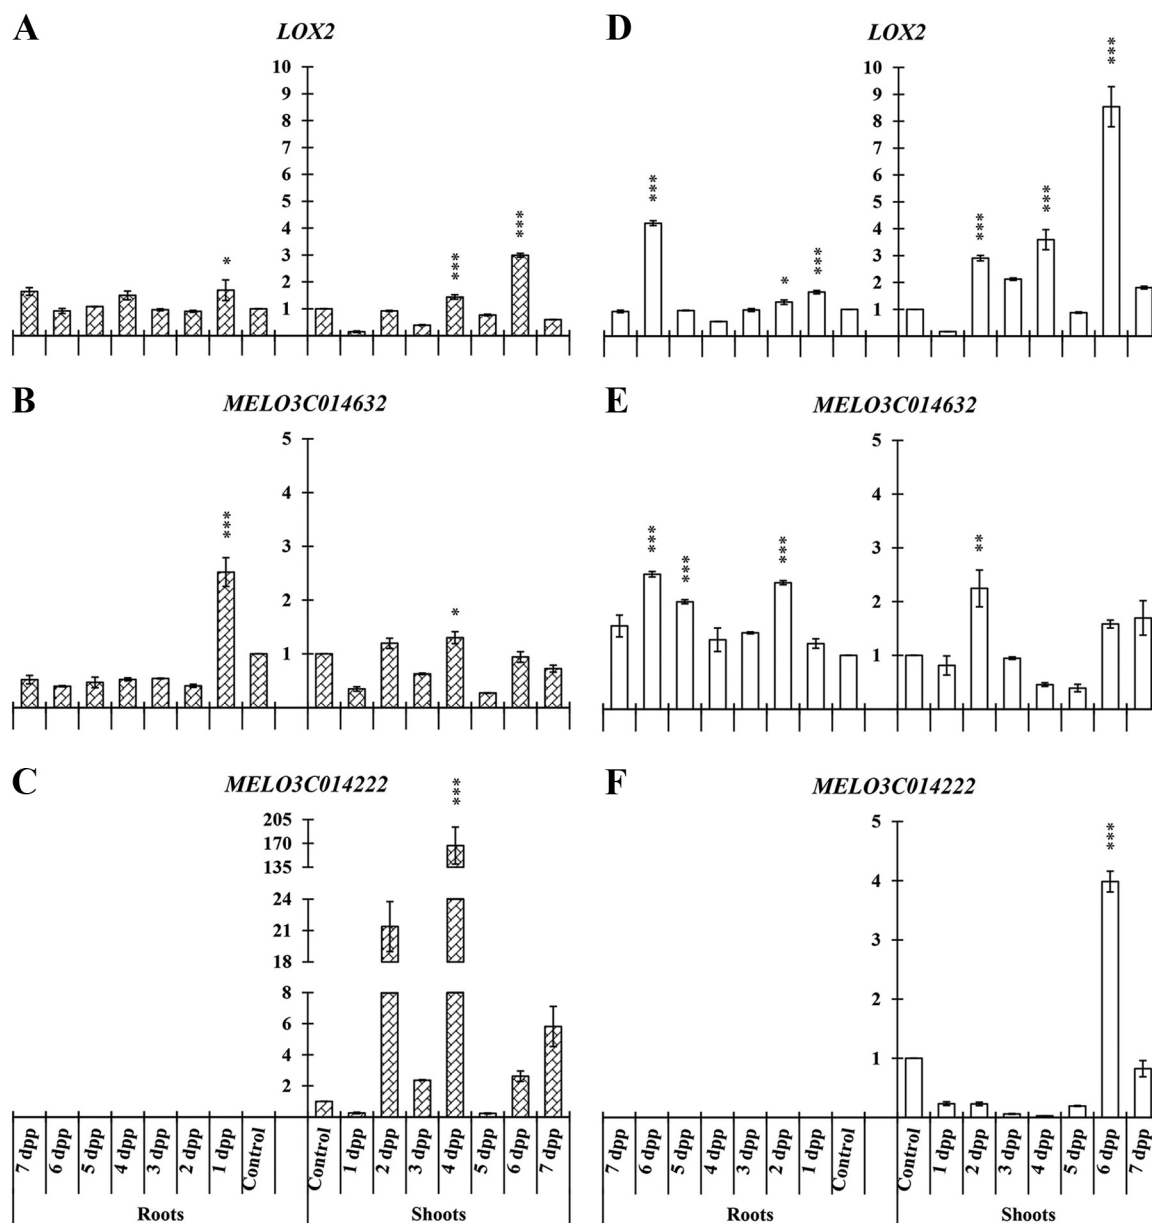 A
LOX2
10
9
8
7
6
5
4
3
2
1
*
***
***
D
LOX2
10
9
8
7
6
5
4
3
2
1
***
*
***
***
***
***
B
MELO3C014632
5
4
3
2
1
***
*
E
MELO3C014632
5
4
3
2
1
***
***
***
**
C
MELO3C014222
205
170
135
24
21
18
8
6
4
2
***
7 dpp
6 dpp
5 dpp
4 dpp
3 dpp
2 dpp
1 dpp
Control
Control
1 dpp
2 dpp
3 dpp
4 dpp
5 dpp
6 dpp
7 dpp
Roots
Shoots
F
MELO3C014222
5
4
3
2
1
***
7 dpp
6 dpp
5 dpp
4 dpp
3 dpp
2 dpp
1 dpp
Control
Control
1 dpp
2 dpp
3 dpp
4 dpp
5 dpp
6 dpp
7 dpp
Roots
Shoots